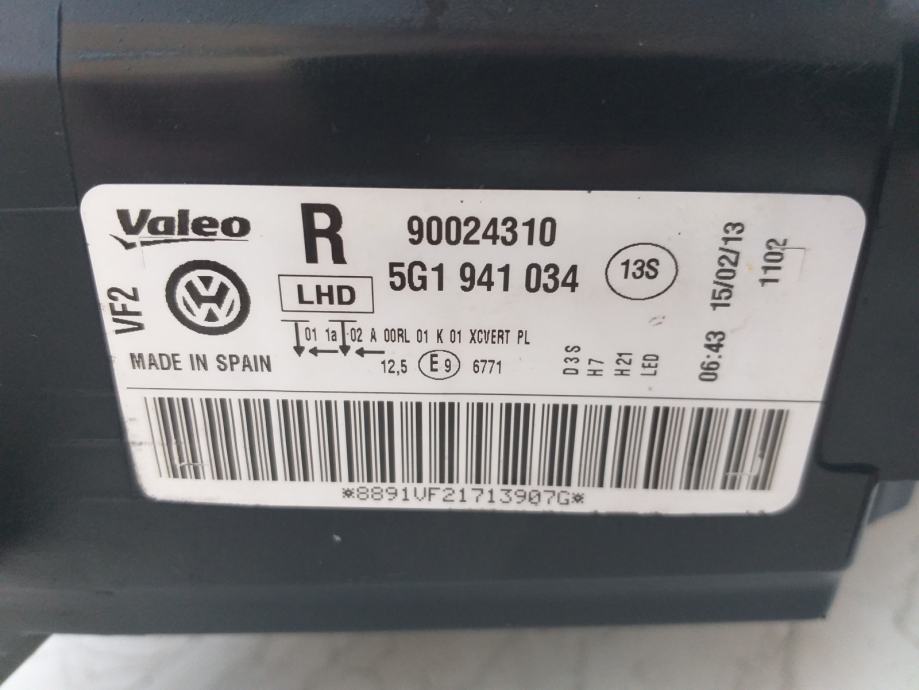 Valeo
R
90024310
5G1 941 034
13S
LHD
VF2
01 1a 02 A 00RL 01 K 01 XCVERT PL
12,5 E9 6771
MADE IN SPAIN
D3S
H7
H21
LED
06:43 15/02/13
1102
*8891VF21713907G*